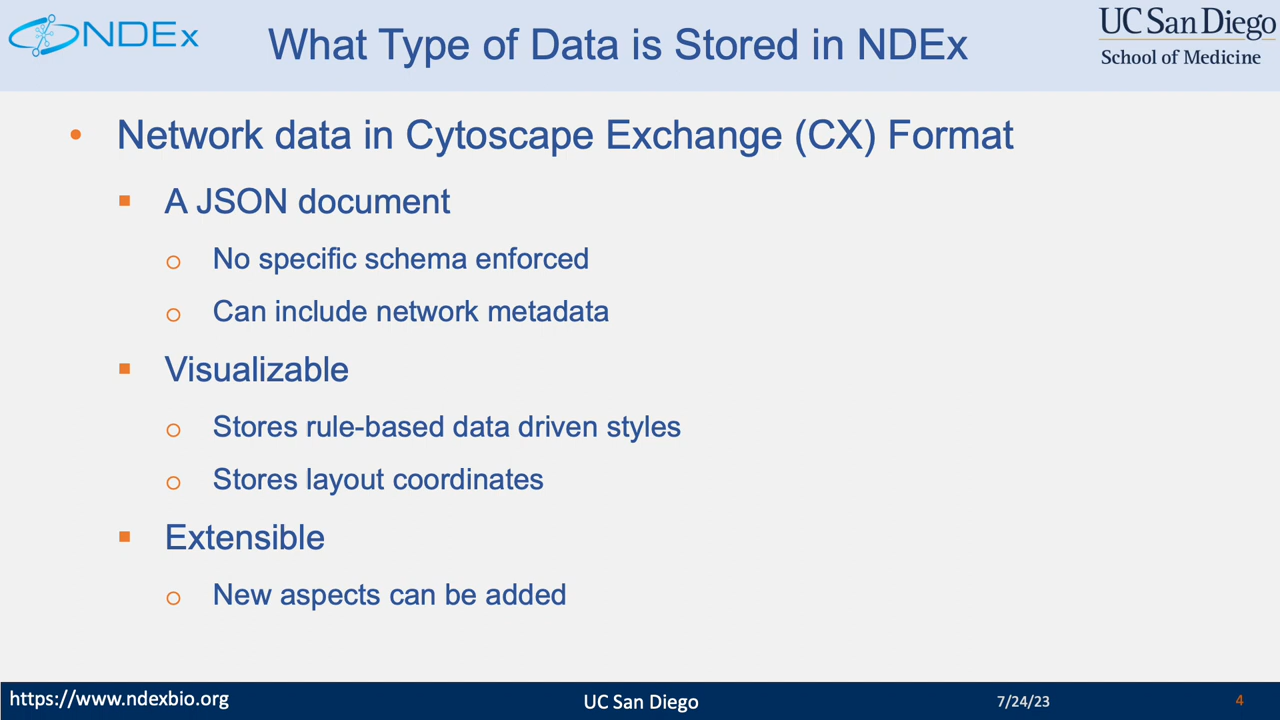 NDEx
What Type of Data is Stored in NDEx
UC San Diego
School of Medicine
• Network data in Cytoscape Exchange (CX) Format
▪ A JSON document
o No specific schema enforced
o Can include network metadata
▪ Visualizable
o Stores rule-based data driven styles
o Stores layout coordinates
▪ Extensible
o New aspects can be added
https://www.ndexbio.org
UC San Diego
7/24/23
4